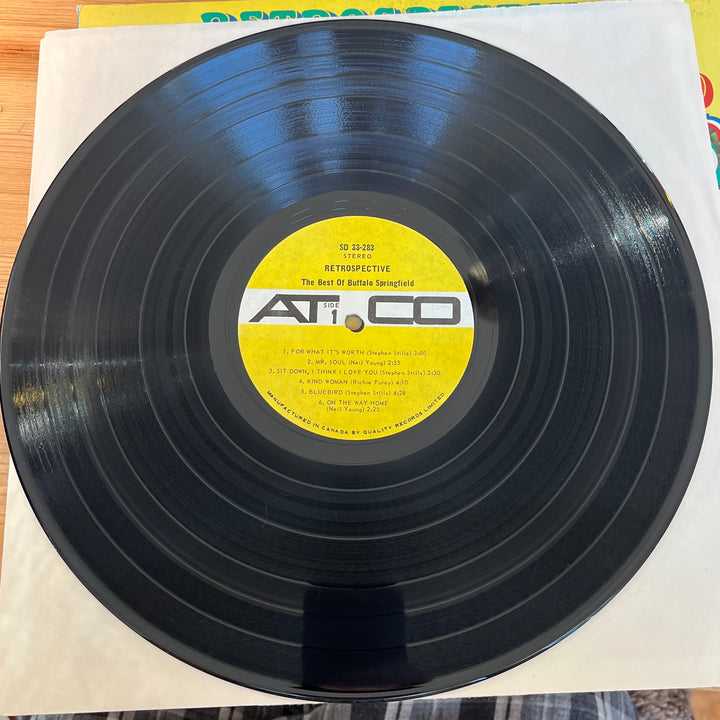 RETROSPECTIVE
SD 33-283
STEREO
RETROSPECTIVE
The Best Of Buffalo Springfield
ATCO
SIDE
1
1. FOR WHAT IT'S WORTH (Stephen Stills) 3:00
2. MR. SOUL (Neil Young) 2:35
3. SIT DOWN, I THINK I LOVE YOU (Stephen Stills) 2:30
4. KIND WOMAN (Richie Furay) 4:10
5. BLUEBIRD (Stephen Stills) 4:28
6. ON THE WAY HOME
(Neil Young) 2:25
MANUFACTURED IN CANADA BY QUALITY RECORDS LIMITED